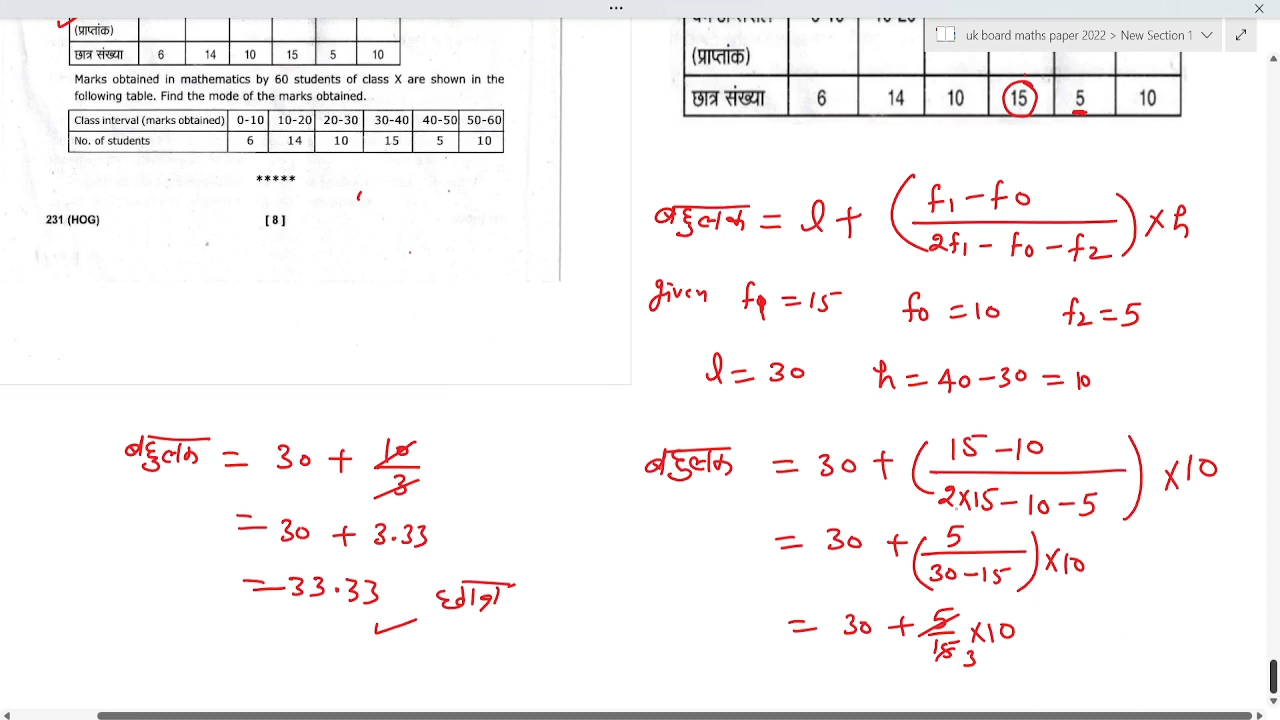 uk board maths paper 2022 > New Section 1
(प्राप्तांक)
छात्र संख्या 6 14 10 15 5 10
Marks obtained in mathematics by 60 students of class X are shown in the
following table. Find the mode of the marks obtained.
Class interval (marks obtained) 0-10 10-20 20-30 30-40 40-50 50-60
No. of students 6 14 10 15 5 10
*****
231 (HOG) [8]
(प्राप्तांक)
छात्र संख्या 6 14 10 15 5 10
बहुलक = l + (f1 - f0 / 2f1 - f0 - f2) × h
given f1 = 15 f0 = 10 f2 = 5
l = 30 h = 40 - 30 = 10
बहुलक = 30 + (15 - 10 / 2×15 - 10 - 5) × 10
= 30 + (5 / 30 - 15) × 10
= 30 + 5/15 × 10
3
बहुलक = 30 + 10/3
= 30 + 3.33
= 33.33